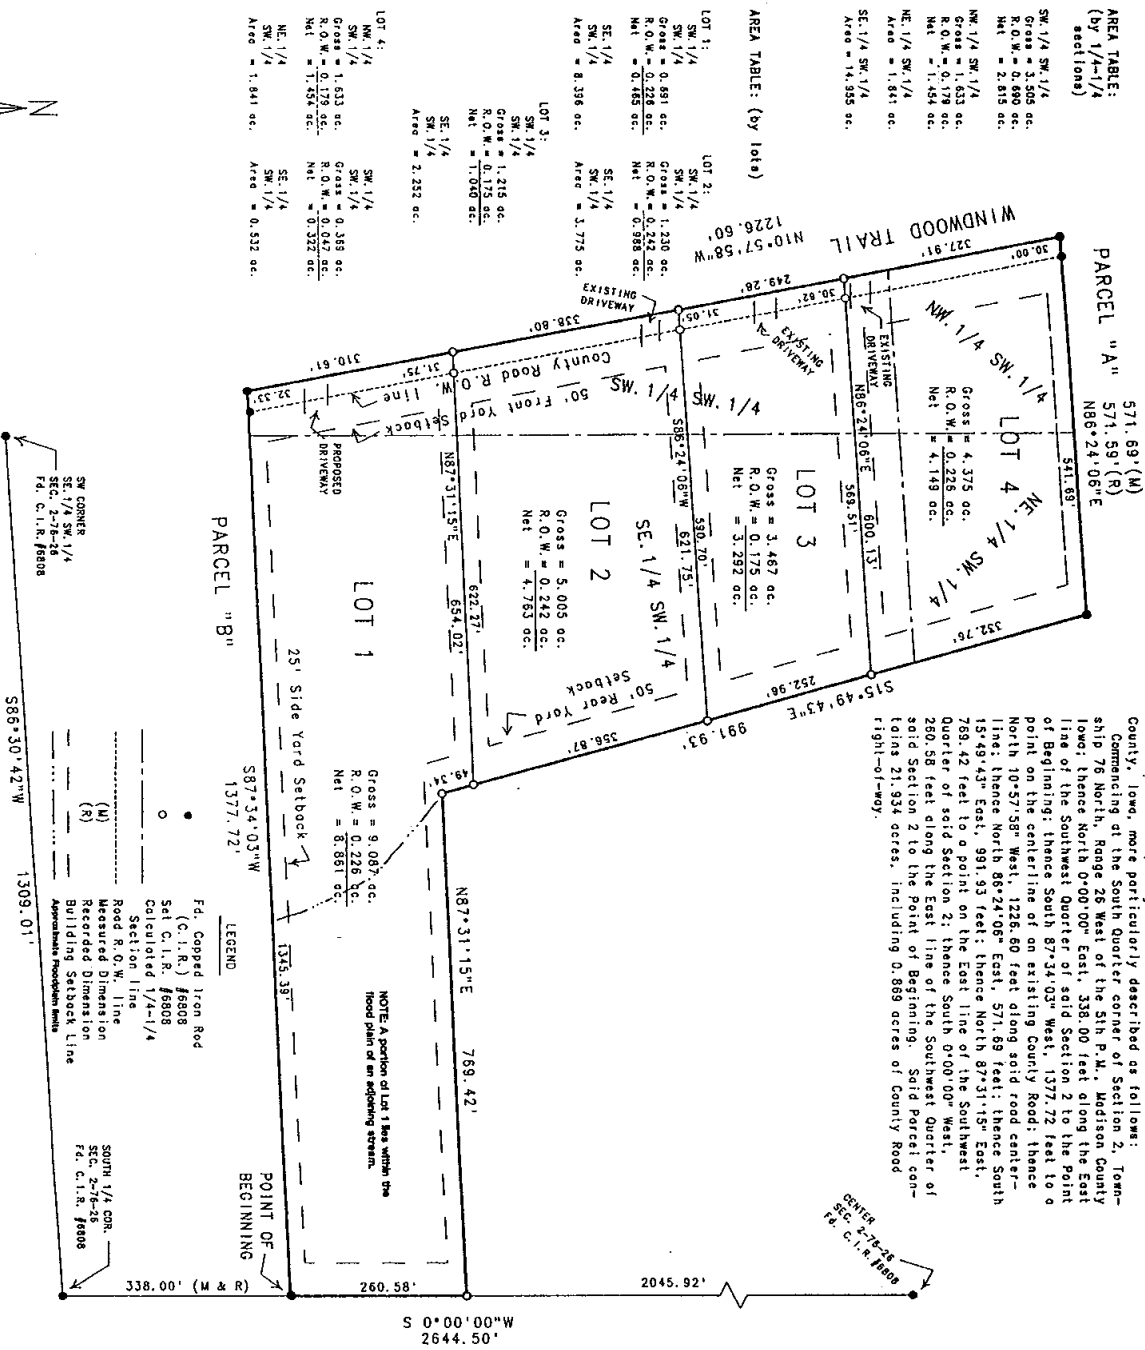 AREA TABLE:
(by 1/4-1/4
sections)
SW.1/4 SW.1/4
Gross = 3.505 ac.
R.O.W.= 0.690 ac.
Net = 2.815 ac.
NW.1/4 SW.1/4
Gross = 1.633 ac.
R.O.W.= 0.179 ac.
Net = 1.454 ac.
NE.1/4 SW.1/4
Area = 1.841 ac.
SE.1/4 SW.1/4
Area = 14.955 ac.
AREA TABLE: (by lots)
LOT 1:
SW.1/4
SW.1/4
Gross = 0.691 ac.
R.O.W.= 0.226 ac.
Net = 0.465 ac.
SE.1/4
SW.1/4
Area = 8.396 ac.
LOT 2:
SW.1/4
SW.1/4
Gross = 1.230 ac.
R.O.W.= 0.242 ac.
Net = 0.988 ac.
SE.1/4
SW.1/4
Area = 3.775 ac.
LOT 3:
SW.1/4
SW.1/4
Gross = 1.215 ac.
R.O.W.= 0.175 ac.
Net = 1.040 ac.
SE.1/4
SW.1/4
Area = 2.252 ac.
LOT 4:
NW.1/4
SW.1/4
Gross = 1.633 ac.
R.O.W.= 0.179 ac.
Net = 1.454 ac.
NE.1/4
SW.1/4
Area = 1.841 ac.
SW.1/4
SW.1/4
Gross = 0.369 ac.
R.O.W.= 0.047 ac.
Net = 0.322 ac.
SE.1/4
SW.1/4
Area = 0.532 ac.
N
PARCEL "A"
571.69'(M)
571.59'(R)
N86°24'06"E
541.69'
30.00'
WINDWOOD TRAIL
N10°57'58"W
1226.60'
327.91'
249.28'
338.80'
310.61'
30.62'
31.05'
31.75'
32.33'
EXISTING
DRIVEWAY
EXISTING
DRIVEWAY
EXISTING
DRIVEWAY
PROPOSED
DRIVEWAY
County Road R.O.W.
line
50' Front Yard Setback
NW. 1/4 SW. 1/4
NE. 1/4 SW. 1/4
SW. 1/4 SW. 1/4
SE. 1/4 SW. 1/4
LOT 4
Gross = 4.375 ac.
R.O.W.= 0.226 ac.
Net = 4.149 ac.
N86°24'06"E
600.13'
569.51'
LOT 3
Gross = 3.467 ac.
R.O.W.= 0.175 ac.
Net = 3.292 ac.
S86°24'06"W
621.75'
590.70'
LOT 2
Gross = 5.005 ac.
R.O.W.= 0.242 ac.
Net = 4.763 ac.
N87°31'15"E
654.02'
622.27'
LOT 1
Gross = 9.087 ac.
R.O.W.= 0.226 ac.
Net = 8.861 ac.
50' Rear Yard
Setback
25' Side Yard Setback
332.76'
252.96'
356.87'
49.34'
S15°49'43"E
991.93'
N87°31'15"E
769.42'
S87°34'03"W
1377.72'
1345.39'
PARCEL "B"
NOTE: A portion of Lot 1 lies within the
flood plain of an adjoining stream.
POINT OF
BEGINNING
260.58'
338.00' (M & R)
2045.92'
S 0°00'00"W
2644.50'
CENTER
SEC. 2-76-26
Fd. C.I.R. #6808
SOUTH 1/4 COR.
SEC. 2-76-26
Fd. C.I.R. #6808
SW CORNER
SE.1/4 SW.1/4
SEC. 2-76-26
Fd. C.I.R. #6808
S86°30'42"W
1309.01'
LEGEND
Fd. Capped Iron Rod
(C.I.R.) #6808
Set C.I.R. #6808
Calculated 1/4-1/4
Section line
Road R.O.W. line
(M) Measured Dimension
(R) Recorded Dimension
Building Setback Line
Approximate Floodplain limits
County, Iowa, more particularly described as follows:
Commencing at the South Quarter corner of Section 2, Town-
ship 76 North, Range 26 West of the 5th P.M., Madison County
Iowa; thence North 0°00'00" East, 338.00 feet along the East
line of the Southwest Quarter of said Section 2 to the Point
of Beginning; thence South 87°34'03" West, 1377.72 feet to a
point on the centerline of an existing County Road; thence
North 10°57'58" West, 1226.60 feet along said road center-
line; thence North 86°24'06" East, 571.69 feet; thence South
15°49'43" East, 991.93 feet; thence North 87°31'15" East,
769.42 feet to a point on the East line of the Southwest
Quarter of said Section 2; thence South 0°00'00" West,
260.58 feet along the East line of the Southwest Quarter of
said Section 2 to the Point of Beginning. Said Parcel con-
tains 21.934 acres, including 0.869 acres of County Road
right-of-way.